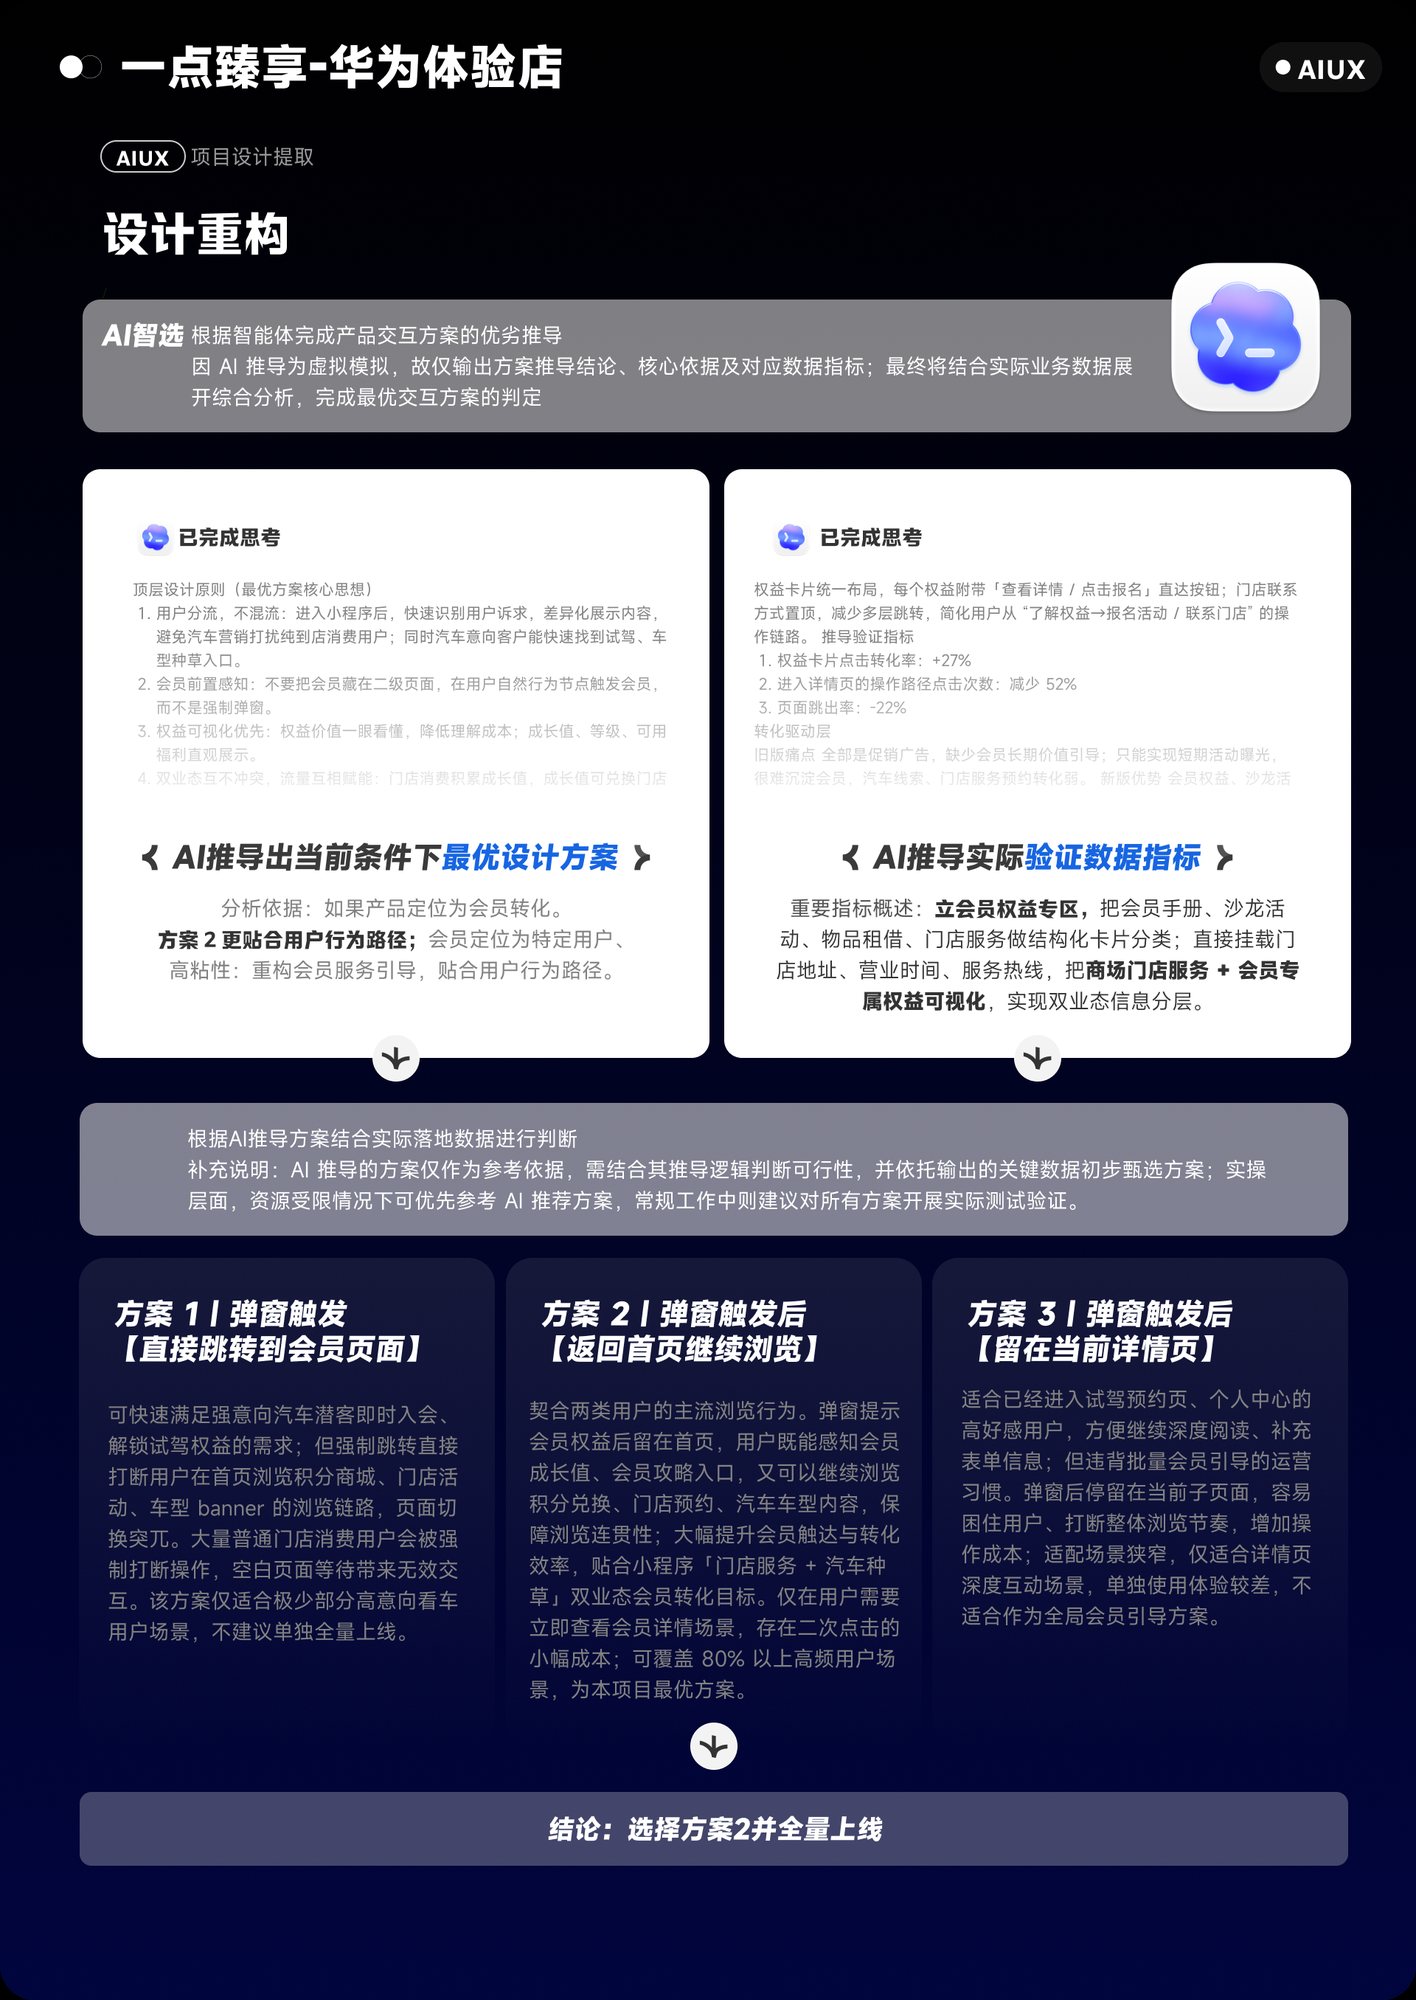 一点臻享-华为体验店
AIUX
AIUX 项目设计提取
设计重构
AI智选 根据智能体完成产品交互方案的优劣推导
因 AI 推导为虚拟模拟，故仅输出方案推导结论、核心依据及对应数据指标；最终将结合实际业务数据展
开综合分析，完成最优交互方案的判定
已完成思考
顶层设计原则（最优方案核心思想）
1. 用户分流，不混流：进入小程序后，快速识别用户诉求，差异化展示内容，
避免汽车营销打扰纯到店消费用户；同时汽车意向客户能快速找到试驾、车
型种草入口。
2. 会员前置感知：不要把会员藏在二级页面，在用户自然行为节点触发会员，
而不是强制弹窗。
3. 权益可视化优先：权益价值一眼看懂，降低理解成本；成长值、等级、可用
福利直观展示。
4. 双业态互不冲突，流量互相赋能：门店消费积累成长值，成长值可兑换门店
AI推导出当前条件下最优设计方案
分析依据：如果产品定位为会员转化。
方案 2 更贴合用户行为路径；会员定位为特定用户、
高粘性：重构会员服务引导，贴合用户行为路径。
已完成思考
权益卡片统一布局，每个权益附带「查看详情 / 点击报名」直达按钮；门店联系
方式置顶，减少多层跳转，简化用户从 “了解权益→报名活动 / 联系门店” 的操
作链路。 推导验证指标
1. 权益卡片点击转化率：+27%
2. 进入详情页的操作路径点击次数：减少 52%
3. 页面跳出率：-22%
转化驱动层
旧版痛点 全部是促销广告，缺少会员长期价值引导；只能实现短期活动曝光，
很难沉淀会员，汽车线索、门店服务预约转化弱。 新版优势 会员权益、沙龙活
AI推导实际验证数据指标
重要指标概述：立会员权益专区，把会员手册、沙龙活
动、物品租借、门店服务做结构化卡片分类；直接挂载门
店地址、营业时间、服务热线，把商场门店服务 + 会员专
属权益可视化，实现双业态信息分层。
根据AI推导方案结合实际落地数据进行判断
补充说明：AI 推导的方案仅作为参考依据，需结合其推导逻辑判断可行性，并依托输出的关键数据初步甄选方案；实操
层面，资源受限情况下可优先参考 AI 推荐方案，常规工作中则建议对所有方案开展实际测试验证。
方案 1 | 弹窗触发
【直接跳转到会员页面】
可快速满足强意向汽车潜客即时入会、
解锁试驾权益的需求；但强制跳转直接
打断用户在首页浏览积分商城、门店活
动、车型 banner 的浏览链路，页面切
换突兀。大量普通门店消费用户会被强
制打断操作，空白页面等待带来无效交
互。该方案仅适合极少部分高意向看车
用户场景，不建议单独全量上线。
方案 2 | 弹窗触发后
【返回首页继续浏览】
契合两类用户的主流浏览行为。弹窗提示
会员权益后留在首页，用户既能感知会员
成长值、会员攻略入口，又可以继续浏览
积分兑换、门店预约、汽车车型内容，保
障浏览连贯性；大幅提升会员触达与转化
效率，贴合小程序「门店服务 + 汽车种
草」双业态会员转化目标。仅在用户需要
立即查看会员详情场景，存在二次点击的
小幅成本；可覆盖 80% 以上高频用户场
景，为本项目最优方案。
方案 3 | 弹窗触发后
【留在当前详情页】
适合已经进入试驾预约页、个人中心的
高好感用户，方便继续深度阅读、补充
表单信息；但违背批量会员引导的运营
习惯。弹窗后停留在当前子页面，容易
困住用户、打断整体浏览节奏，增加操
作成本；适配场景狭窄，仅适合详情页
深度互动场景，单独使用体验较差，不
适合作为全局会员引导方案。
结论：选择方案2并全量上线